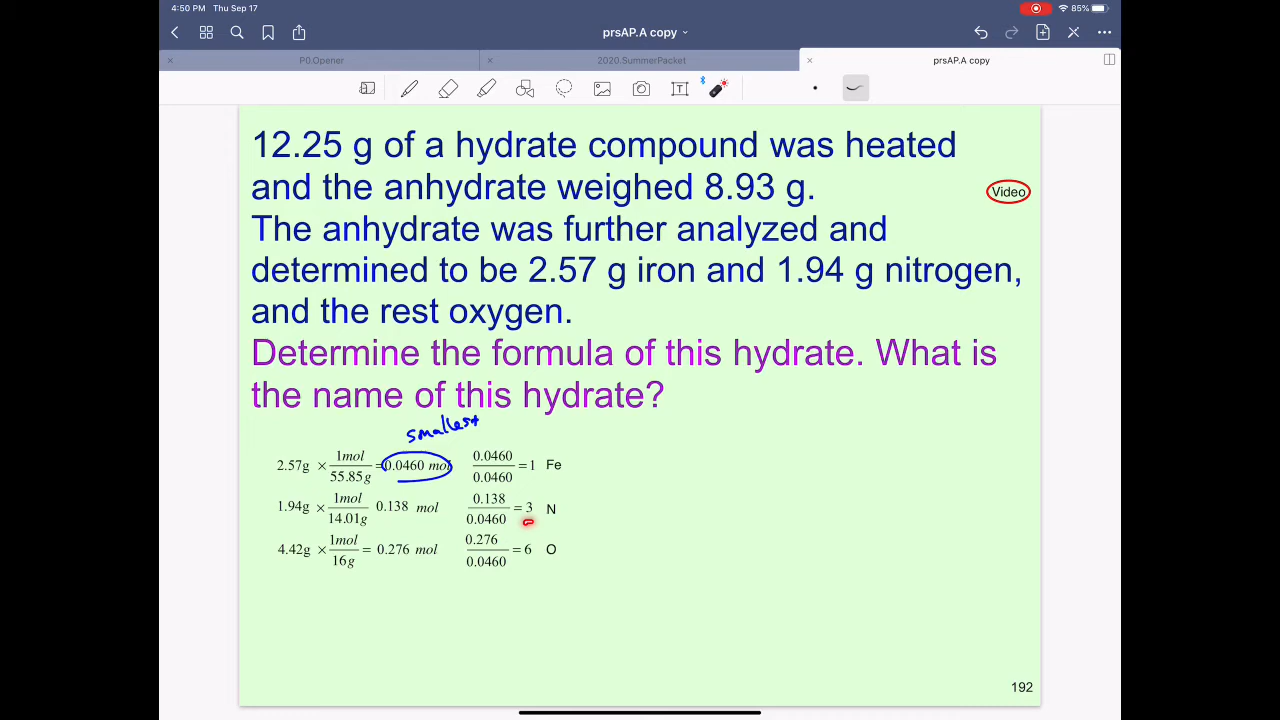 4:50 PM Thu Sep 17
85%
prsAP.A copy
P0.Opener
2020.SummerPacket
prsAP.A copy
12.25 g of a hydrate compound was heated
and the anhydrate weighed 8.93 g.
Video
The anhydrate was further analyzed and
determined to be 2.57 g iron and 1.94 g nitrogen,
and the rest oxygen.
Determine the formula of this hydrate. What is
the name of this hydrate?
smallest
2.57g × 1mol/55.85g = 0.0460 mol 0.0460/0.0460 = 1 Fe
1.94g × 1mol/14.01g 0.138 mol 0.138/0.0460 = 3 N
4.42g × 1mol/16g = 0.276 mol 0.276/0.0460 = 6 O
192